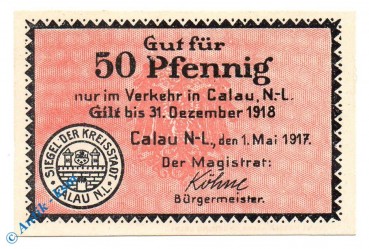 Gut für
50 Pfennig
nur im Verkehr in Calau, N.-L.
Gilt bis 31. Dezember 1918
Calau N-L, den 1. Mai 1917.
Der Magistrat:
Köhne
Bürgermeister.
SIEGEL DER KREISSTADT
CALAU N.L.